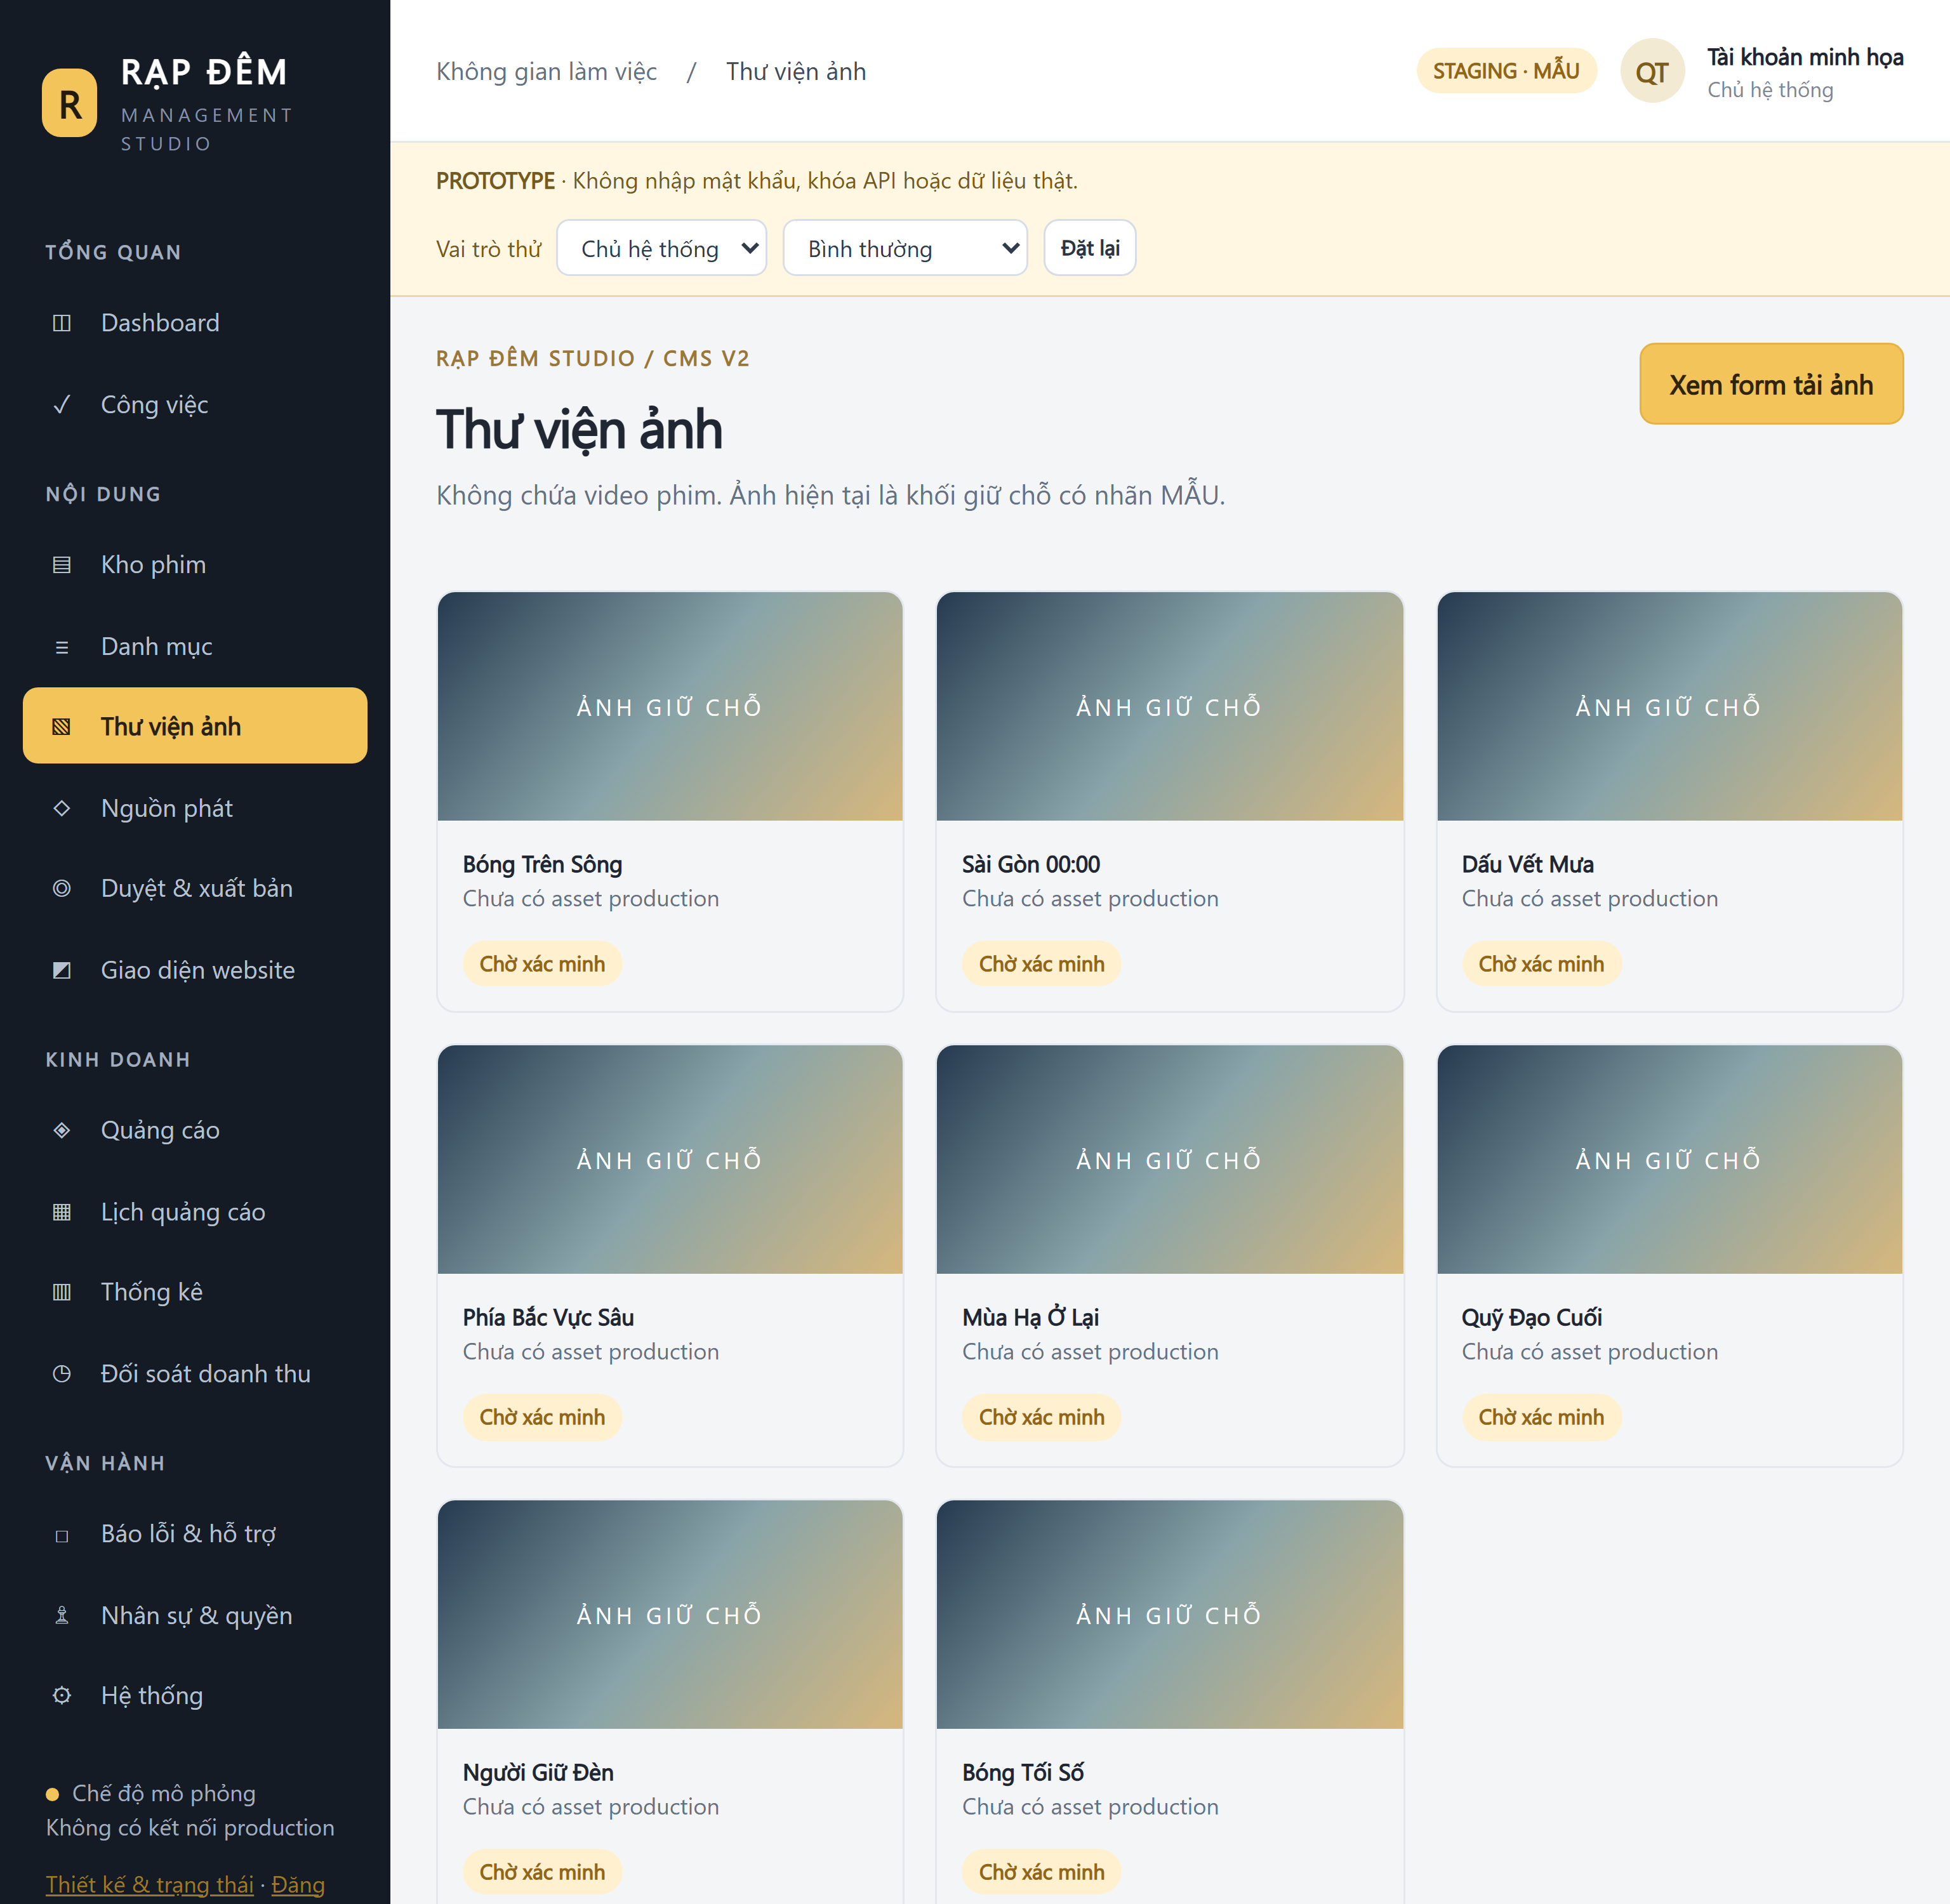 R
RẠP ĐÊM
MANAGEMENT
STUDIO
TỔNG QUAN
Dashboard
Công việc
NỘI DUNG
Kho phim
Danh mục
Thư viện ảnh
Nguồn phát
Duyệt & xuất bản
Giao diện website
KINH DOANH
Quảng cáo
Lịch quảng cáo
Thống kê
Đối soát doanh thu
VẬN HÀNH
Báo lỗi & hỗ trợ
Nhân sự & quyền
Hệ thống
Chế độ mô phỏng
Không có kết nối production
Thiết kế & trạng thái · Đăng
Không gian làm việc / Thư viện ảnh
STAGING · MẪU
QT
Tài khoản minh họa
Chủ hệ thống
PROTOTYPE · Không nhập mật khẩu, khóa API hoặc dữ liệu thật.
Vai trò thử Chủ hệ thống Bình thường Đặt lại
RẠP ĐÊM STUDIO / CMS V2
Thư viện ảnh
Không chứa video phim. Ảnh hiện tại là khối giữ chỗ có nhãn MẪU.
Xem form tải ảnh
ẢNH GIỮ CHỖ
Bóng Trên Sông
Chưa có asset production
Chờ xác minh
ẢNH GIỮ CHỖ
Sài Gòn 00:00
Chưa có asset production
Chờ xác minh
ẢNH GIỮ CHỖ
Dấu Vết Mưa
Chưa có asset production
Chờ xác minh
ẢNH GIỮ CHỖ
Phía Bắc Vực Sâu
Chưa có asset production
Chờ xác minh
ẢNH GIỮ CHỖ
Mùa Hạ Ở Lại
Chưa có asset production
Chờ xác minh
ẢNH GIỮ CHỖ
Quỹ Đạo Cuối
Chưa có asset production
Chờ xác minh
ẢNH GIỮ CHỖ
Người Giữ Đèn
Chưa có asset production
Chờ xác minh
ẢNH GIỮ CHỖ
Bóng Tối Số
Chưa có asset production
Chờ xác minh